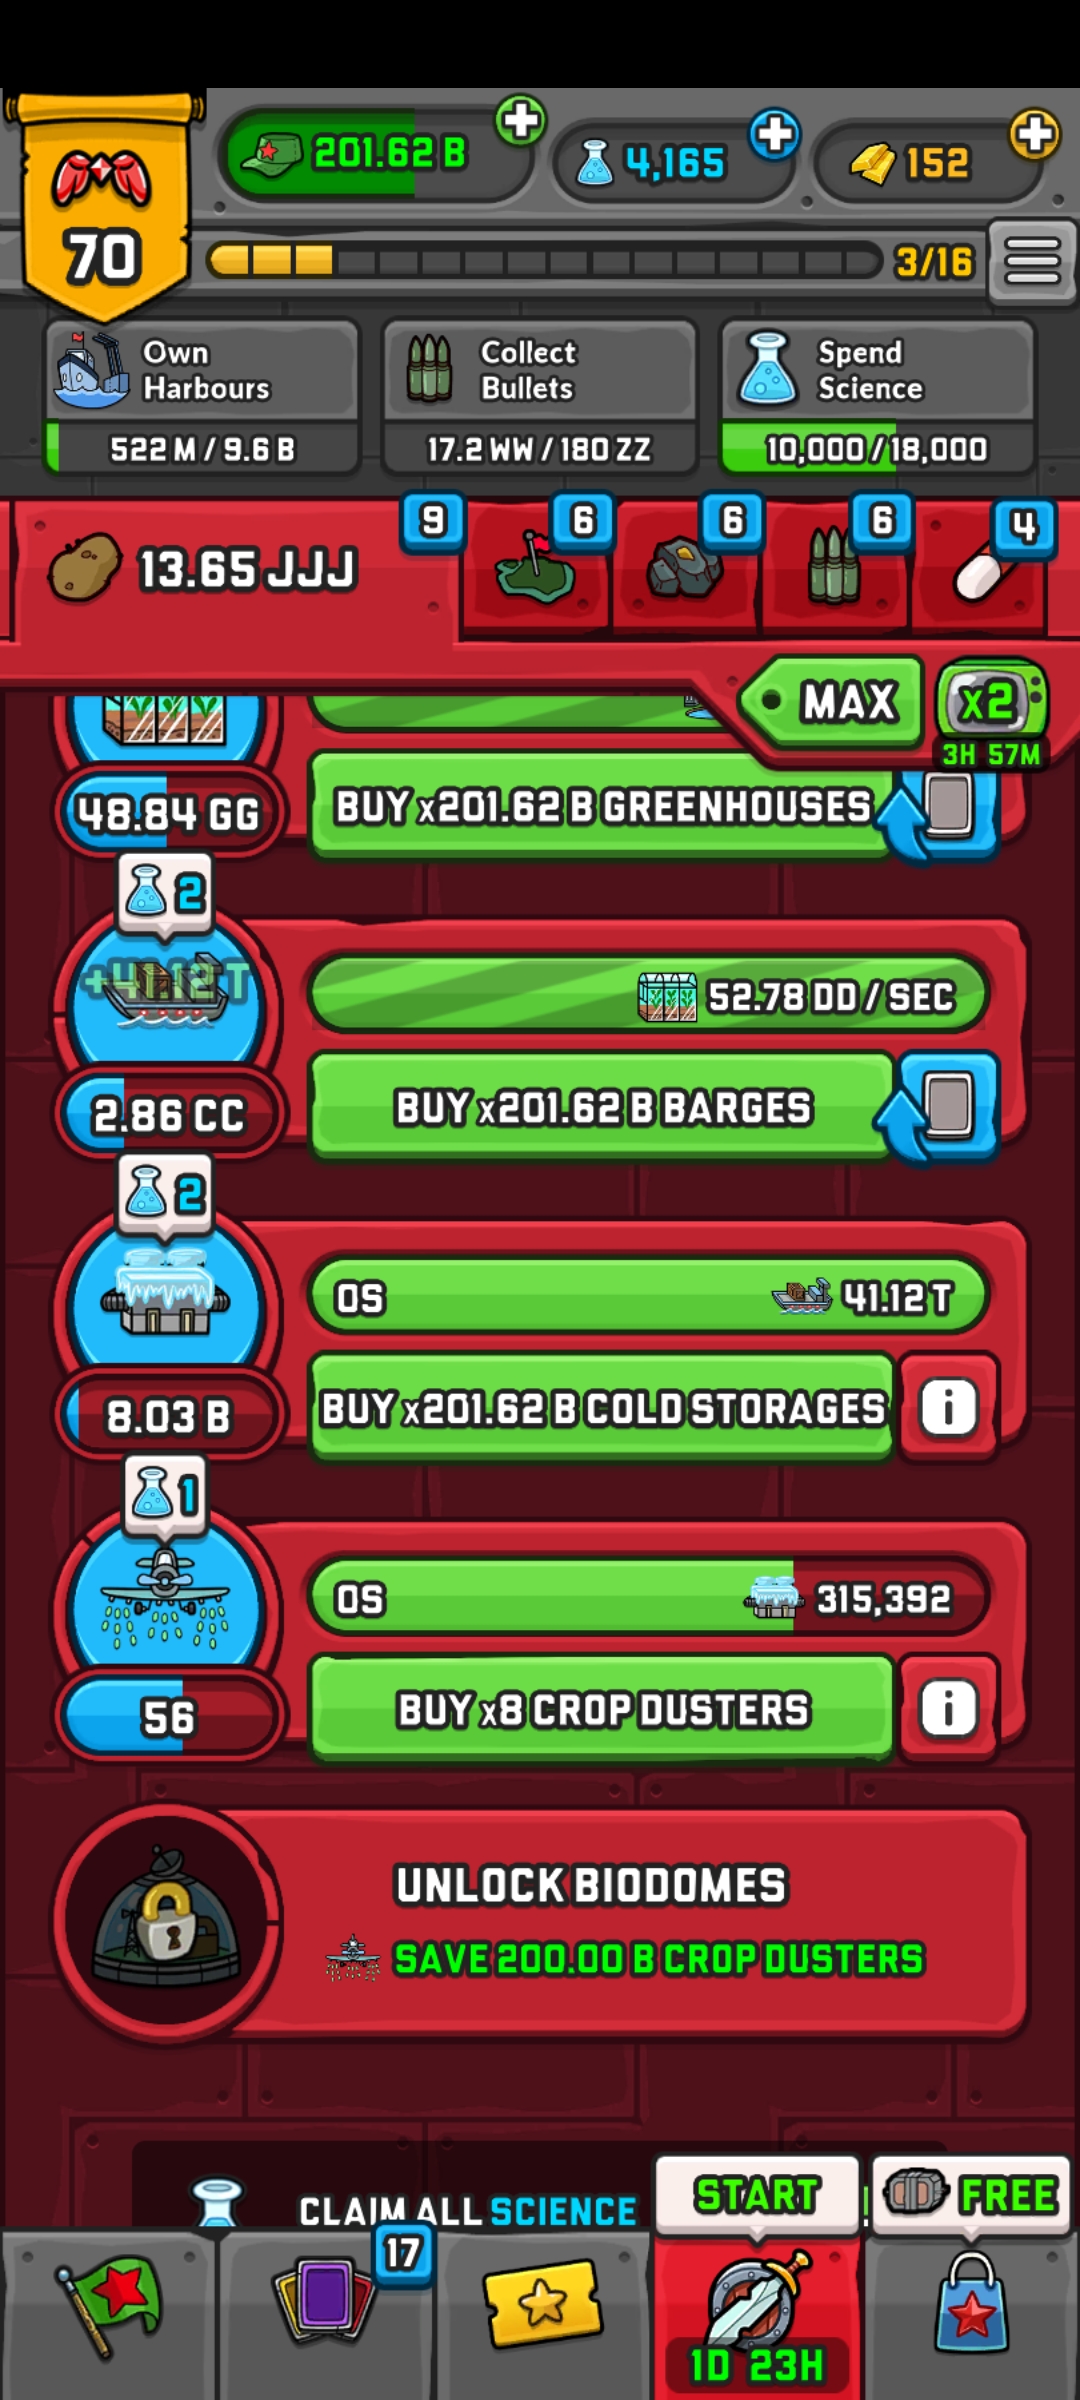 201.62 B
4,165
152
70
3/16
Own
Harbours
522 M / 9.6 B
Collect
Bullets
17.2 WW / 180 ZZ
Spend
Science
10,000 / 18,000
13.65 JJJ
9
6
6
6
4
MAX
x2
3H 57M
48.84 GG
BUY x201.62 B GREENHOUSES
2
+41.12 T
52.78 DD / SEC
2.86 CC
BUY x201.62 B BARGES
2
0S
41.12 T
8.03 B
BUY x201.62 B COLD STORAGES
i
1
0S
315,392
56
BUY x8 CROP DUSTERS
i
UNLOCK BIODOMES
SAVE 200.00 B CROP DUSTERS
CLAIM ALL SCIENCE
START
FREE
17
1D 23H